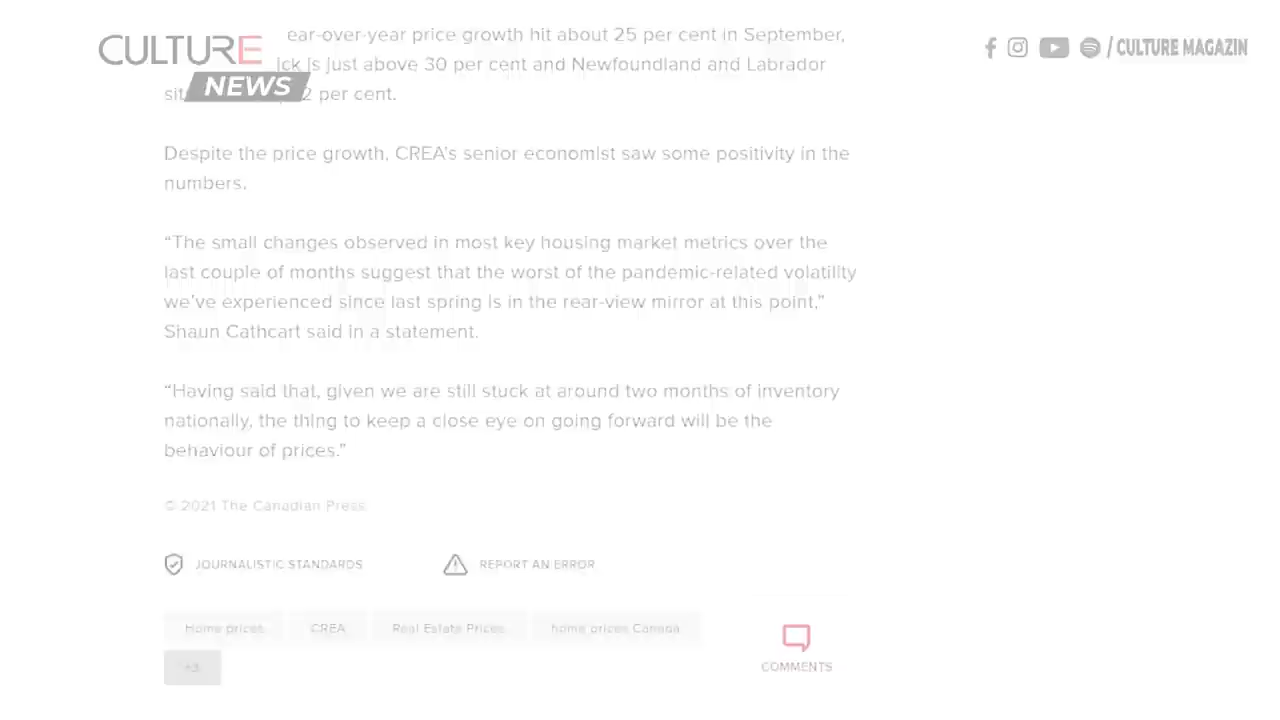 CULTURE
NEWS
/ CULTURE MAGAZIN
ear-over-year price growth hit about 25 per cent in September,
ick is just above 30 per cent and Newfoundland and Labrador
2 per cent.
Despite the price growth, CREA's senior economist saw some positivity in the
numbers.
“The small changes observed in most key housing market metrics over the
last couple of months suggest that the worst of the pandemic-related volatility
we’ve experienced since last spring is in the rear-view mirror at this point,”
Shaun Cathcart said in a statement.
“Having said that, given we are still stuck at around two months of inventory
nationally, the thing to keep a close eye on going forward will be the
behaviour of prices.”
© 2021 The Canadian Press
JOURNALISTIC STANDARDS
REPORT AN ERROR
Home prices
CREA
Real Estate Prices
home prices Canada
+3
COMMENTS